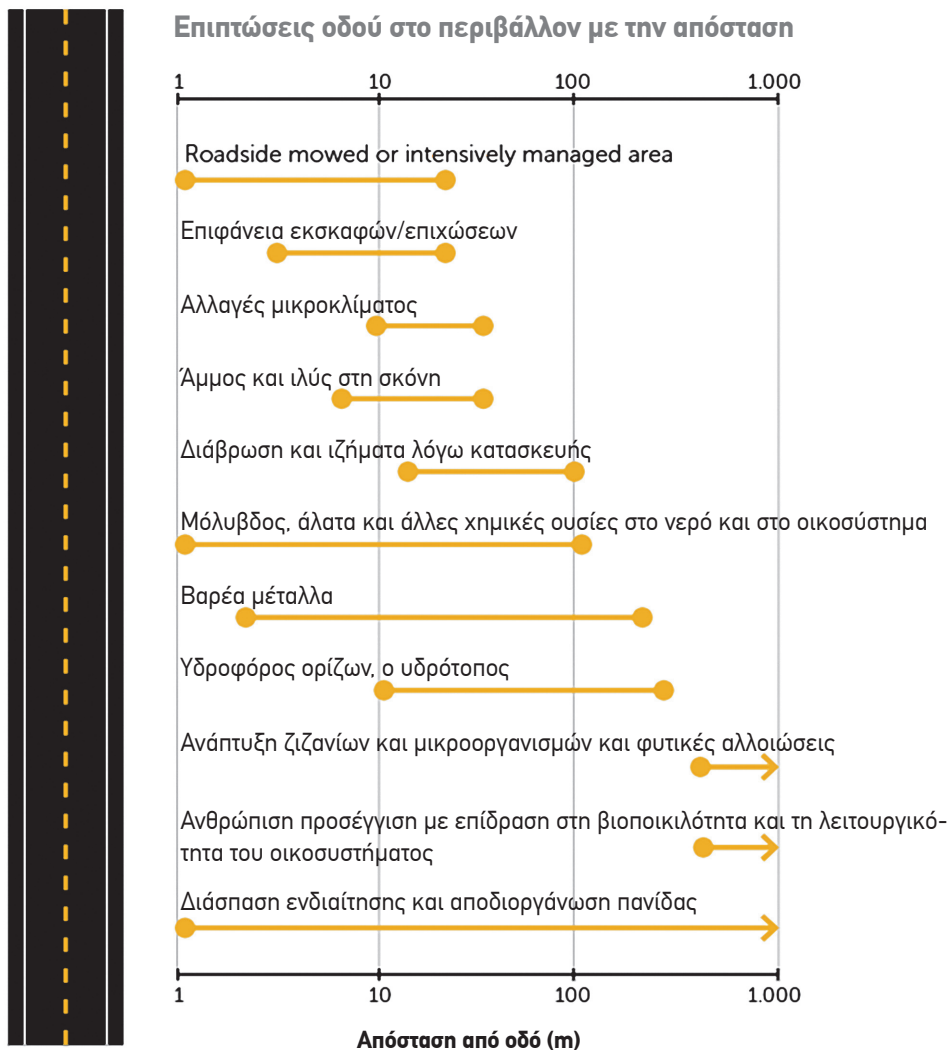 Επιπτώσεις οδού στο περιβάλλον με την απόσταση
1 10 100 1.000
Roadside mowed or intensively managed area
Επιφάνεια εκσκαφών/επιχώσεων
Αλλαγές μικροκλίματος
Άμμος και ιλύς στη σκόνη
Διάβρωση και ιζήματα λόγω κατασκευής
Μόλυβδος, άλατα και άλλες χημικές ουσίες στο νερό και στο οικοσύστημα
Βαρέα μέταλλα
Υδροφόρος ορίζων, ο υδρότοπος
Ανάπτυξη ζιζανίων και μικροοργανισμών και φυτικές αλλοιώσεις
Ανθρώπιση προσέγγιση με επίδραση στη βιοποικιλότητα και τη λειτουργικό-
τητα του οικοσυστήματος
Διάσπαση ενδιαίτησης και αποδιοργάνωση πανίδας
1 10 100 1.000
Απόσταση από οδό (m)